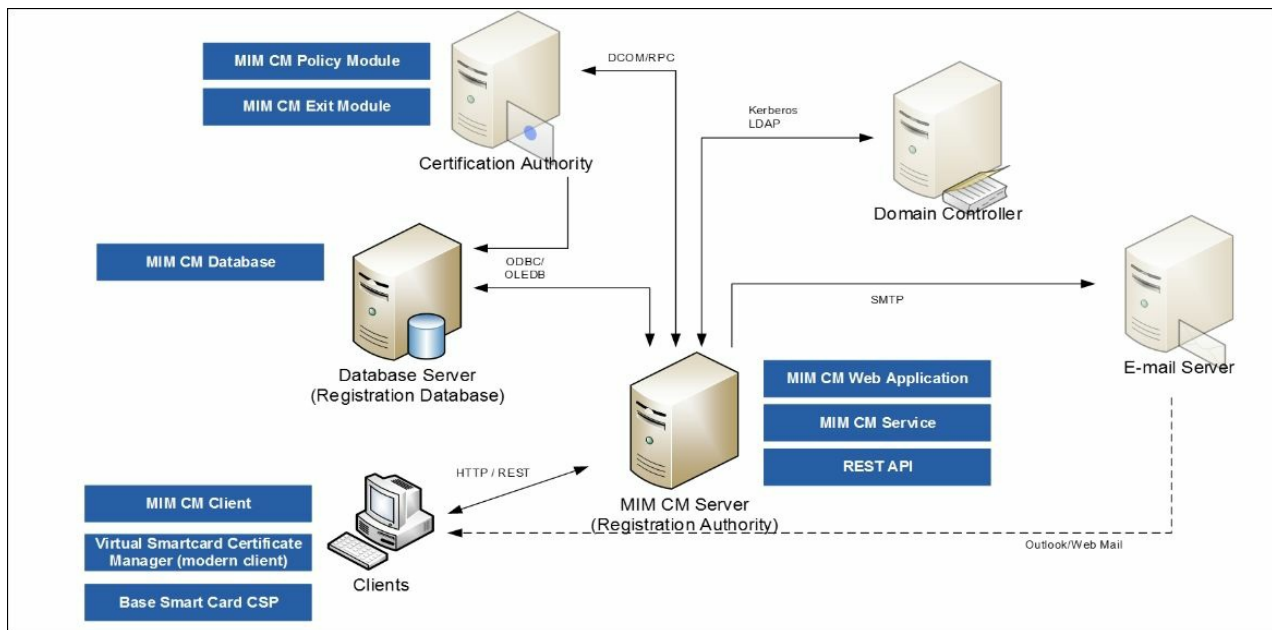 MIM CM Policy Module
MIM CM Exit Module
Certification Authority
DCOM/RPC
Kerberos
LDAP
Domain Controller
MIM CM Database
ODBC/
OLEDB
Database Server
(Registration Database)
SMTP
E-mail Server
MIM CM Web Application
MIM CM Service
REST API
MIM CM Server
(Registration Authority)
HTTP / REST
MIM CM Client
Virtual Smartcard Certificate
Manager (modern client)
Base Smart Card CSP
Clients
Outlook/Web Mail